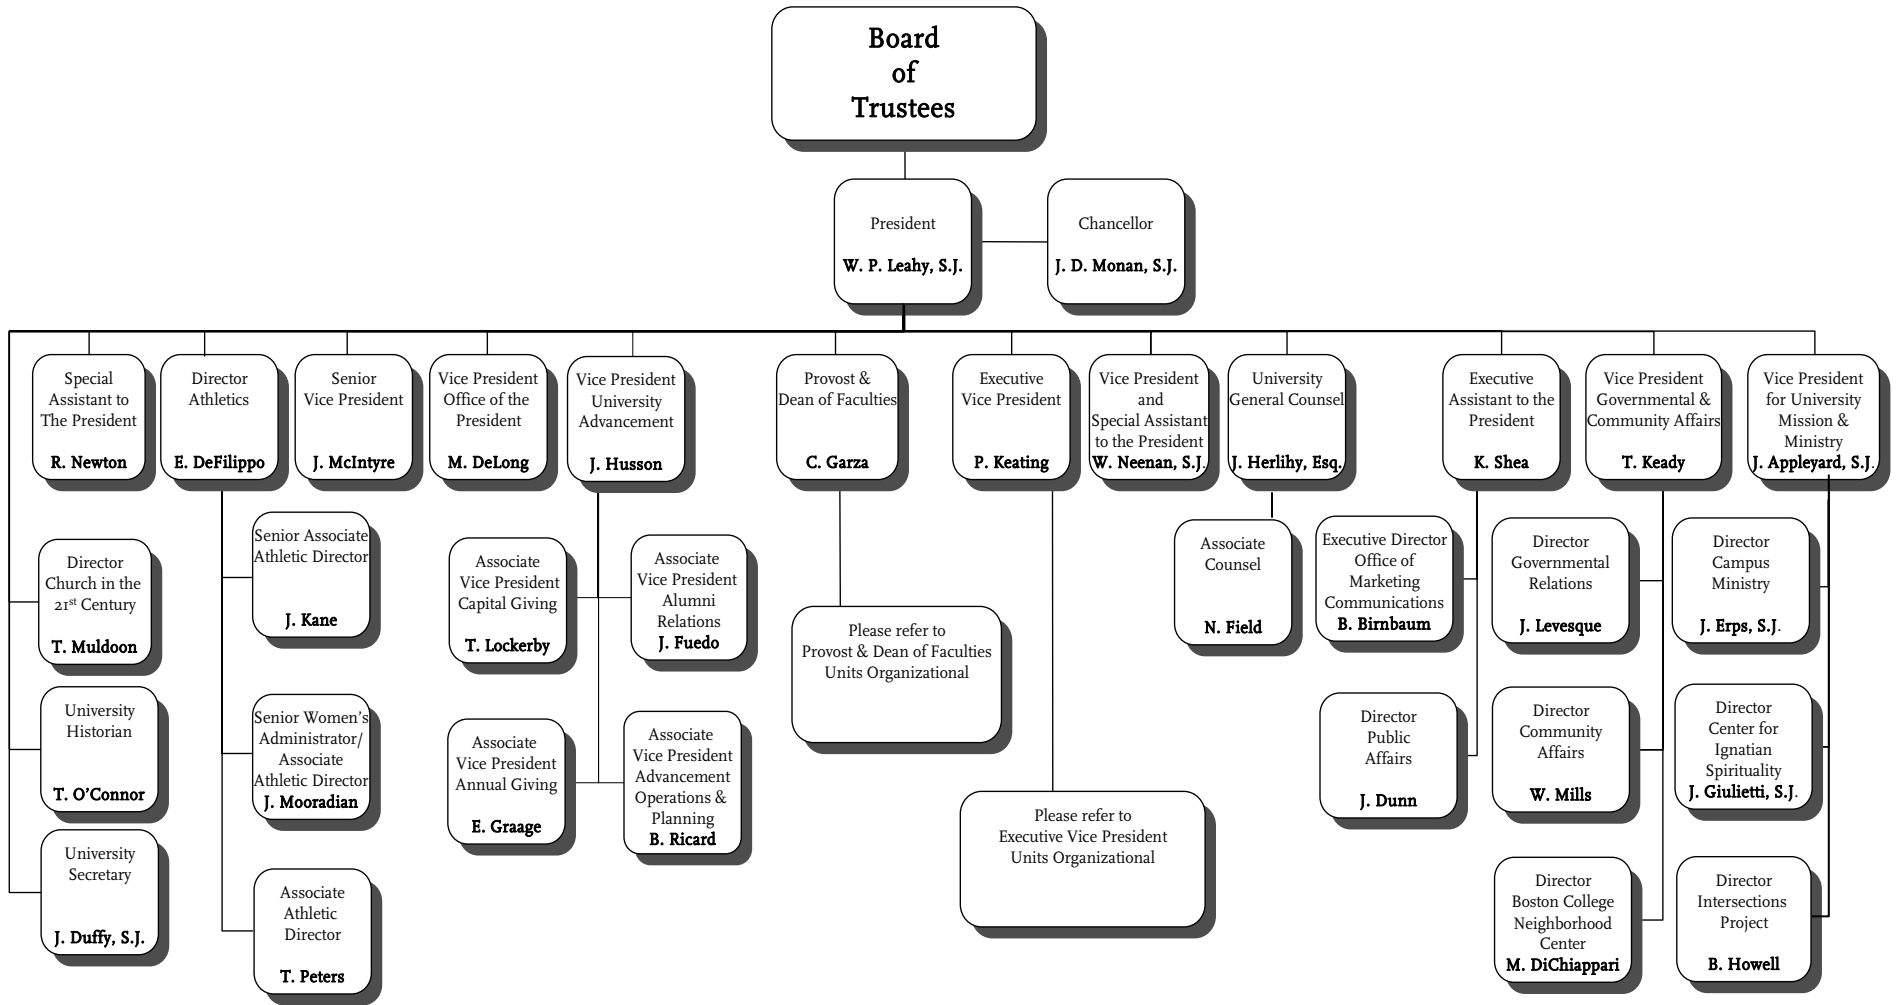 Board
of
Trustees
President
W. P. Leahy, S.J.
Chancellor
J. D. Monan, S.J.
Special
Assistant to
The President
R. Newton
Director
Athletics
E. DeFilippo
Senior
Vice President
J. McIntyre
Vice President
Office of the
President
M. DeLong
Vice President
University
Advancement
J. Husson
Provost &
Dean of Faculties
C. Garza
Executive
Vice President
P. Keating
Vice President
and
Special Assistant
to the President
W. Neenan, S.J.
University
General Counsel
J. Herlihy, Esq.
Executive
Assistant to the
President
K. Shea
Vice President
Governmental &
Community Affairs
T. Keady
Vice President
for University
Mission &
Ministry
J. Appleyard, S.J.
Director
Church in the
21st Century
T. Muldoon
Senior Associate
Athletic Director
J. Kane
Associate
Vice President
Capital Giving
T. Lockerby
Associate
Vice President
Alumni
Relations
J. Fuedo
Please refer to
Provost & Dean of Faculties
Units Organizational
Associate
Counsel
N. Field
Executive Director
Office of
Marketing
Communications
B. Birnbaum
Director
Governmental
Relations
J. Levesque
Director
Campus
Ministry
J. Erps, S.J.
University
Historian
T. O'Connor
Senior Women's
Administrator/
Associate
Athletic Director
J. Mooradian
Associate
Vice President
Annual Giving
E. Graage
Associate
Vice President
Advancement
Operations &
Planning
B. Ricard
Please refer to
Executive Vice President
Units Organizational
Director
Public
Affairs
J. Dunn
Director
Community
Affairs
W. Mills
Director
Center for
Ignatian
Spirituality
J. Giulietti, S.J.
University
Secretary
J. Duffy, S.J.
Associate
Athletic
Director
T. Peters
Director
Boston College
Neighborhood
Center
M. DiChiappari
Director
Intersections
Project
B. Howell